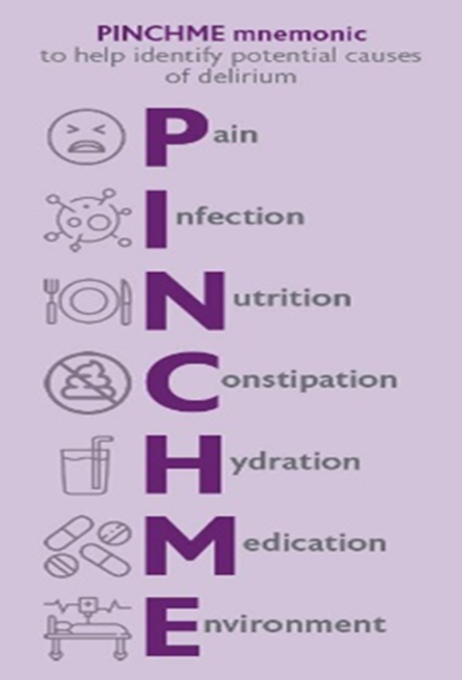 PINCHME mnemonic
to help identify potential causes
of delirium
Pain
Infection
Nutrition
Constipation
Hydration
Medication
Environment